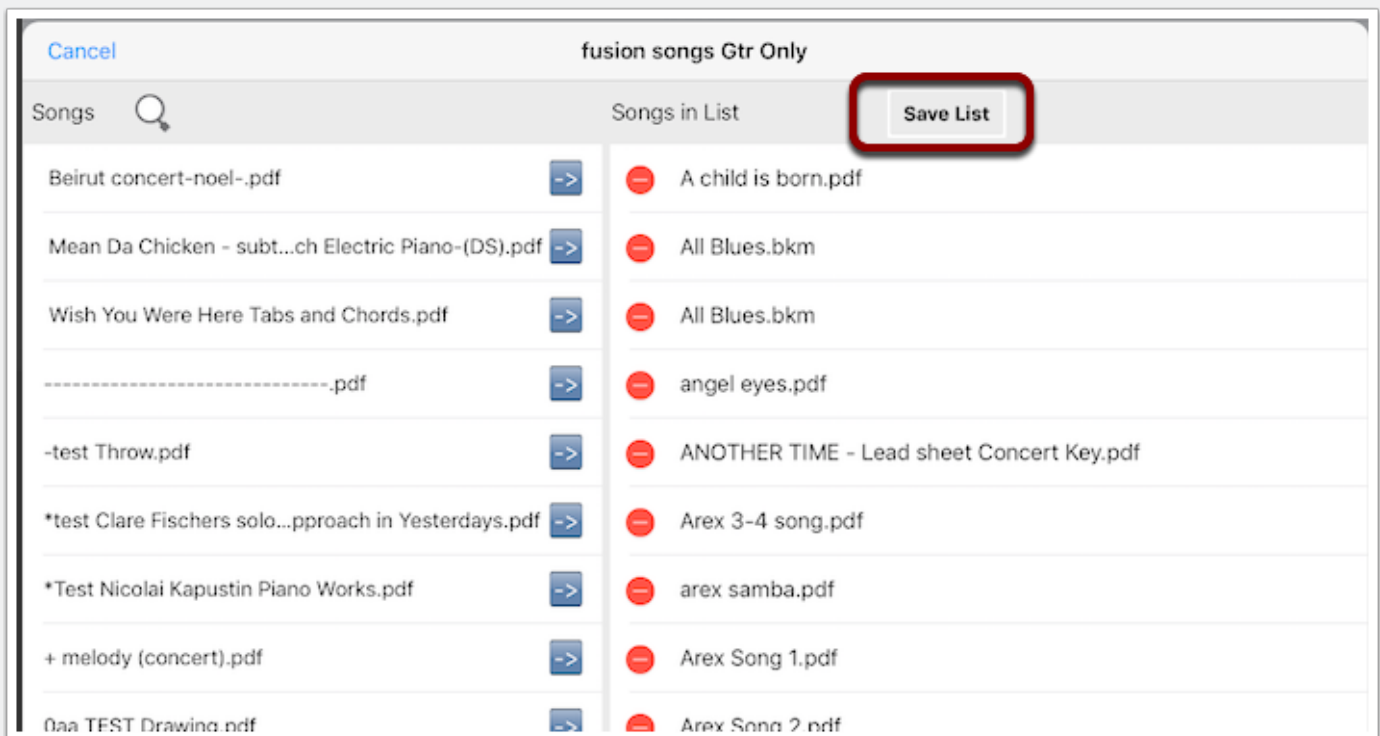 Cancel
fusion songs Gtr Only
Songs
Songs in List
Save List
Beirut concert-noel-.pdf
->
A child is born.pdf
Mean Da Chicken - subt...ch Electric Piano-(DS).pdf
->
All Blues.bkm
Wish You Were Here Tabs and Chords.pdf
->
All Blues.bkm
------------------------------.pdf
->
angel eyes.pdf
-test Throw.pdf
->
ANOTHER TIME - Lead sheet Concert Key.pdf
*test Clare Fischers solo...pproach in Yesterdays.pdf
->
Arex 3-4 song.pdf
*Test Nicolai Kapustin Piano Works.pdf
->
arex samba.pdf
+ melody (concert).pdf
->
Arex Song 1.pdf
0aa TEST Drawing.pdf
->
Arex Song 2.pdf